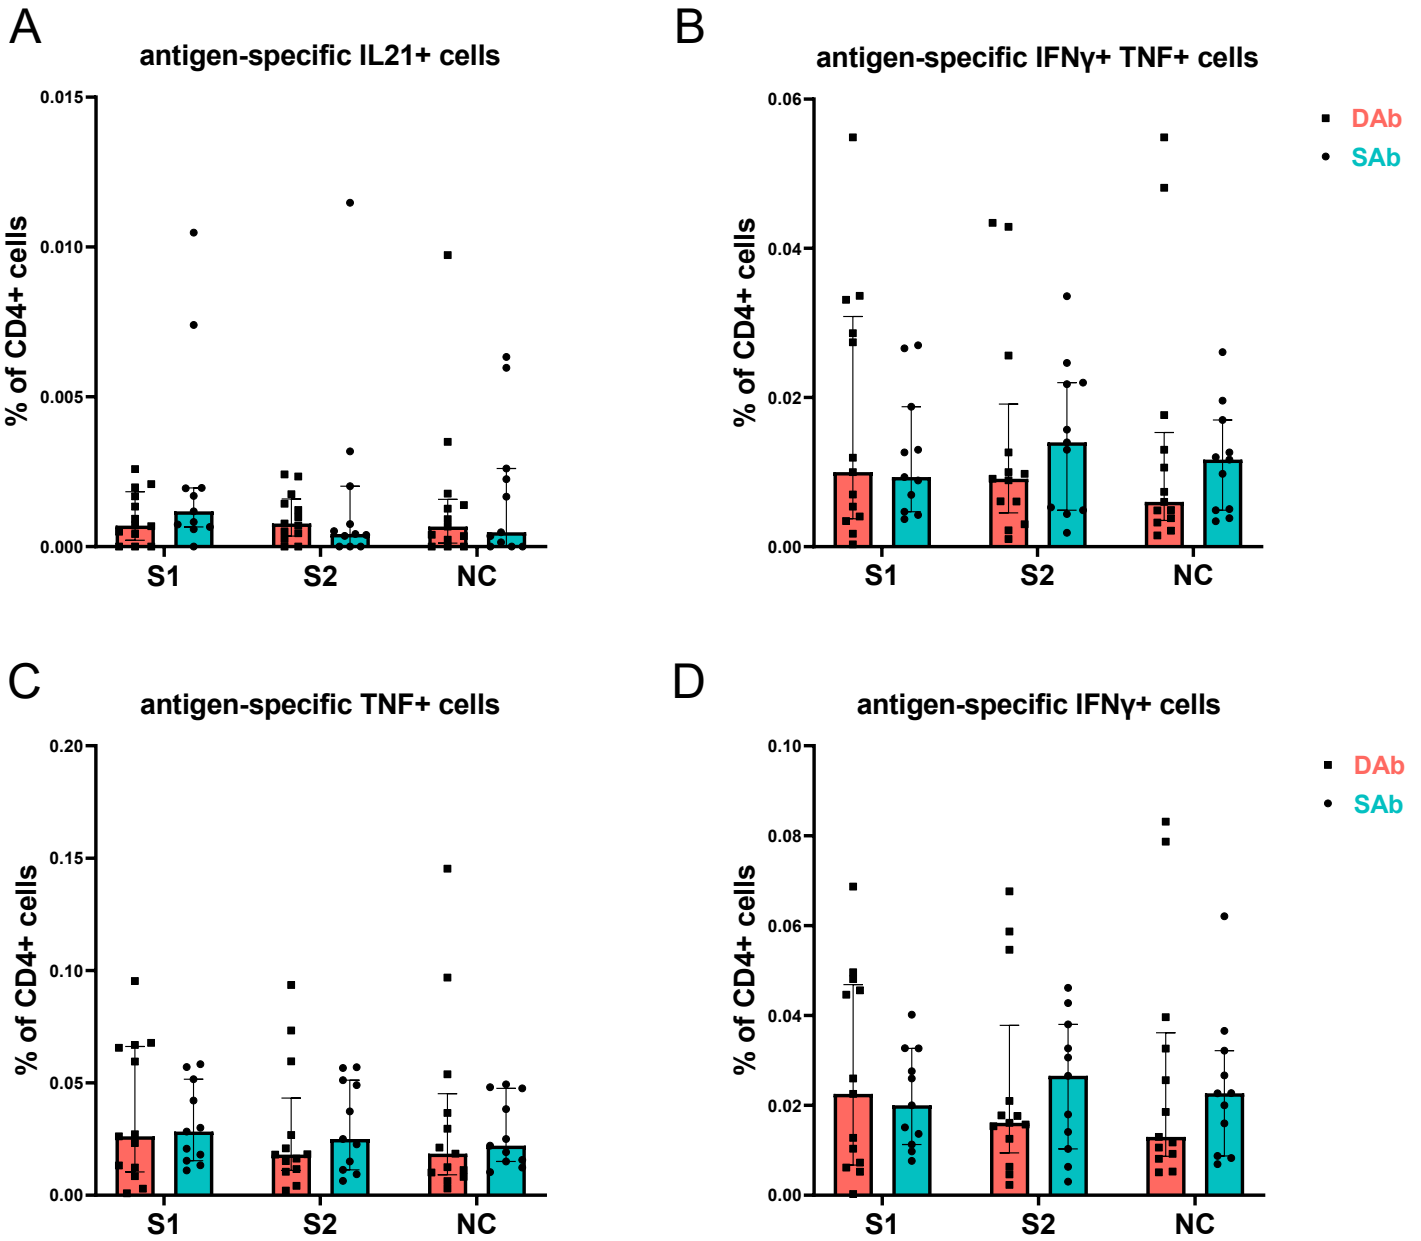 A
antigen-specific IL21+ cells
% of CD4+ cells
0.015
0.010
0.005
0.000
S1 S2 NC
B
antigen-specific IFNγ+ TNF+ cells
% of CD4+ cells
0.06
0.04
0.02
0.00
S1 S2 NC
DAb
SAb
C
antigen-specific TNF+ cells
% of CD4+ cells
0.20
0.15
0.10
0.05
0.00
S1 S2 NC
D
antigen-specific IFNγ+ cells
% of CD4+ cells
0.10
0.08
0.06
0.04
0.02
0.00
S1 S2 NC
DAb
SAb